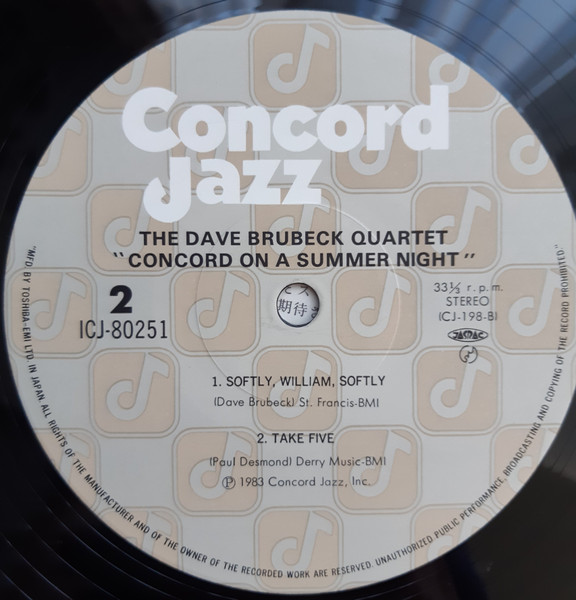 Concord
Jazz
THE DAVE BRUBECK QUARTET
"CONCORD ON A SUMMER NIGHT"
2
ICJ-80251
33⅓ r.p.m.
STEREO
(CJ-198-B)
JASRAC
期待
1. SOFTLY, WILLIAM, SOFTLY
(Dave Brubeck) St. Francis-BMI
2. TAKE FIVE
(Paul Desmond) Derry Music-BMI
Ⓟ 1983 Concord Jazz, Inc.
"MF'D BY TOSHIBA-EMI LTD. IN JAPAN. ALL RIGHTS OF THE MANUFACTURER AND OF THE OWNER OF THE RECORDED WORK ARE RESERVED. UNAUTHORIZED PUBLIC PERFORMANCE, BROADCASTING AND COPYING OF THE RECORD PROHIBITED."